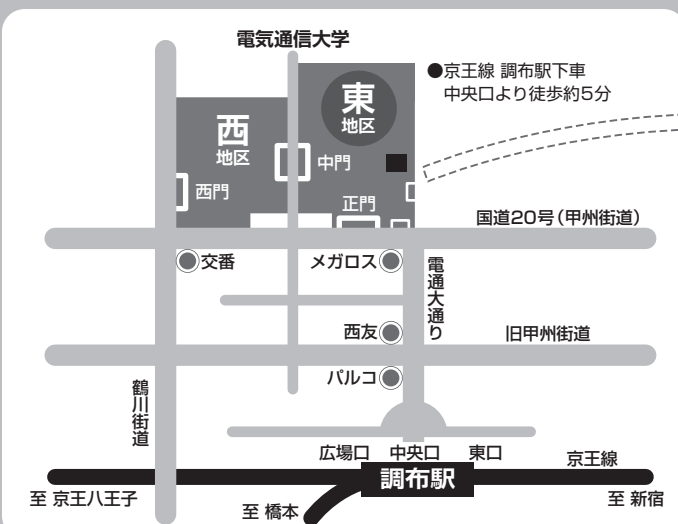 電気通信大学
●京王線 調布駅下車
中央口より徒歩約5分
東
地区
西
地区
中門
西門
正門
国道20号(甲州街道)
交番
メガロス
電通大通り
西友
旧甲州街道
パルコ
鶴川街道
広場口 中央口 東口
京王線
調布駅
至 京王八王子
至 橋本
至 新宿